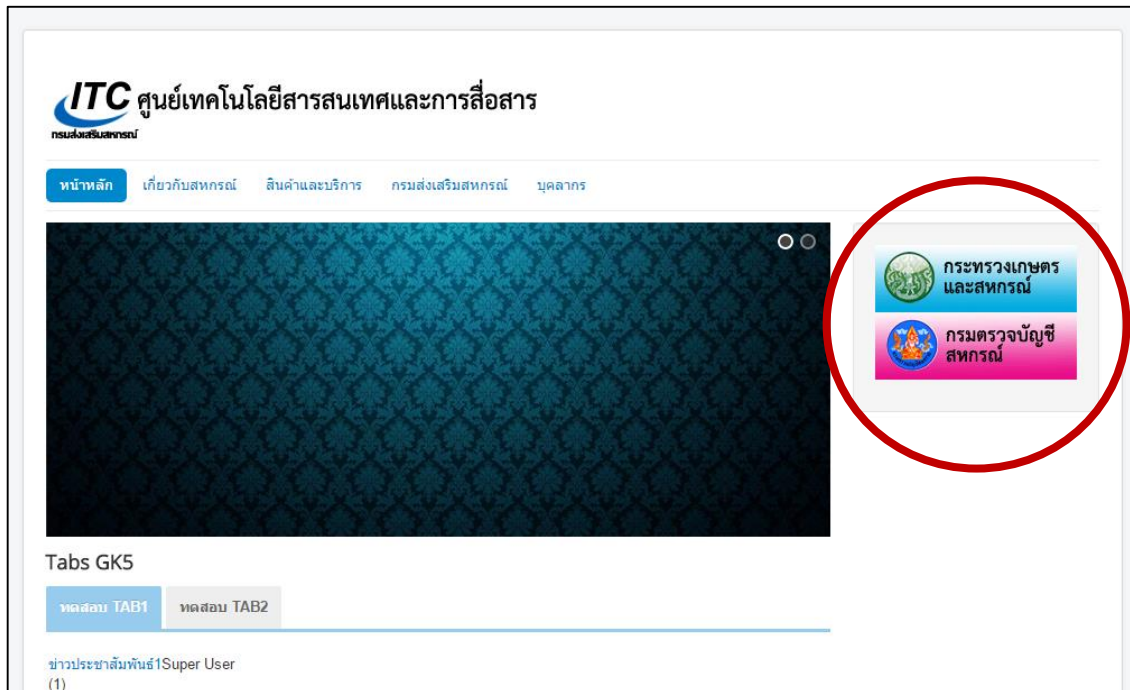 ITC ศูนย์เทคโนโลยีสารสนเทศและการสื่อสาร
กรมส่งเสริมสหกรณ์
หน้าหลัก เกี่ยวกับสหกรณ์ สินค้าและบริการ กรมส่งเสริมสหกรณ์ บุคลากร
กระทรวงเกษตร
และสหกรณ์
กรมตรวจบัญชี
สหกรณ์
Tabs GK5
ทดสอบ TAB1 ทดสอบ TAB2
ข่าวประชาสัมพันธ์1Super User
(1)